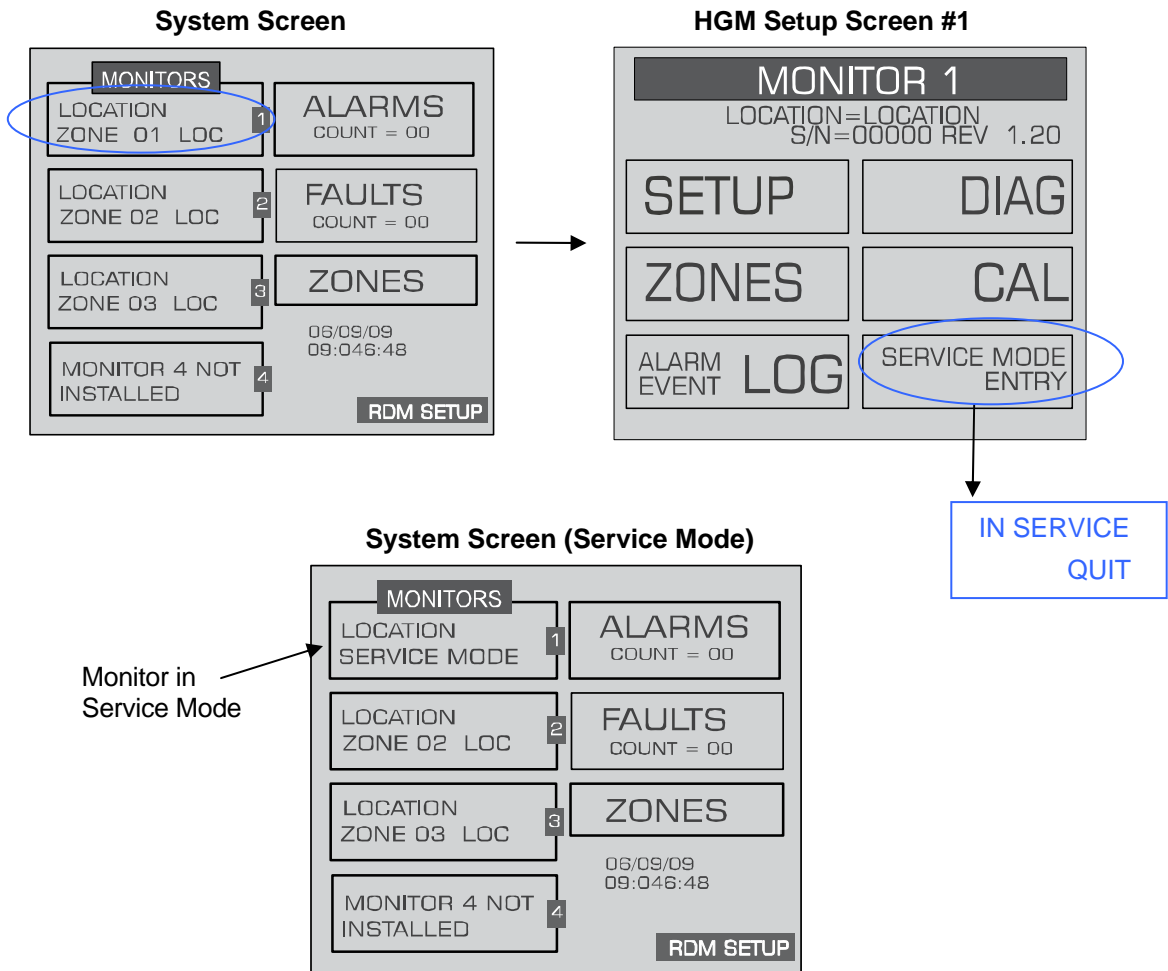 System Screen
MONITORS
LOCATION
ZONE 01 LOC
1
ALARMS
COUNT = 00
LOCATION
ZONE 02 LOC
2
FAULTS
COUNT = 00
LOCATION
ZONE 03 LOC
3
ZONES
06/09/09
09:046:48
MONITOR 4 NOT
INSTALLED
4
RDM SETUP
HGM Setup Screen #1
MONITOR 1
LOCATION=LOCATION
S/N=00000 REV 1.20
SETUP
DIAG
ZONES
CAL
ALARM
EVENT
LOG
SERVICE MODE
ENTRY
IN SERVICE
QUIT
System Screen (Service Mode)
Monitor in
Service Mode
MONITORS
LOCATION
SERVICE MODE
1
ALARMS
COUNT = 00
LOCATION
ZONE 02 LOC
2
FAULTS
COUNT = 00
LOCATION
ZONE 03 LOC
3
ZONES
06/09/09
09:046:48
MONITOR 4 NOT
INSTALLED
4
RDM SETUP